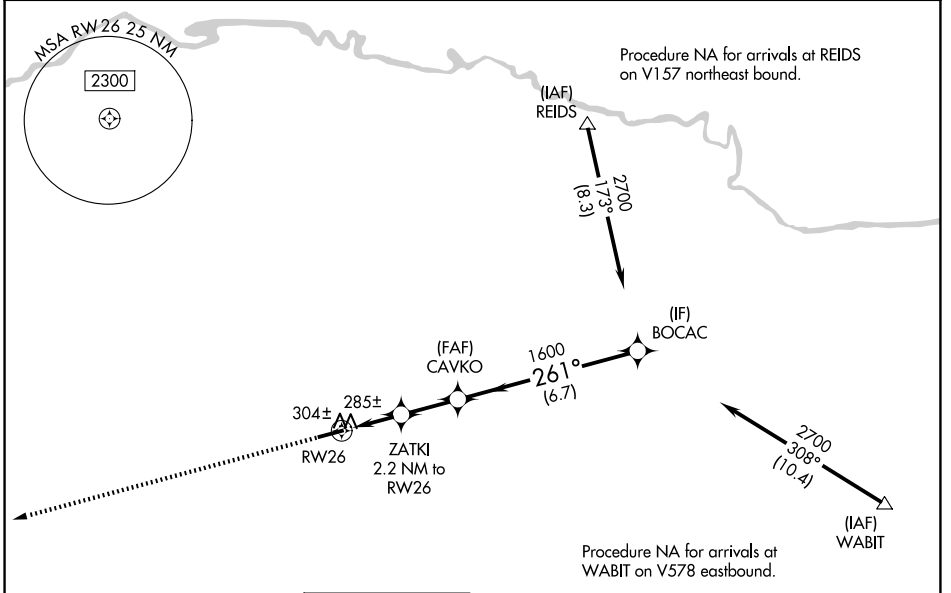 MSA RW26 25 NM
2300
Procedure NA for arrivals at REIDS
on V157 northeast bound.
(IAF)
REIDS
2700
173°
(8.3)
(IF)
BOCAC
(FAF)
CAVKO
1600
261°
(6.7)
304±
285±
RW26
ZATKI
2.2 NM to
RW26
2700
308°
(10.4)
(IAF)
WABIT
Procedure NA for arrivals at
WABIT on V578 eastbound.